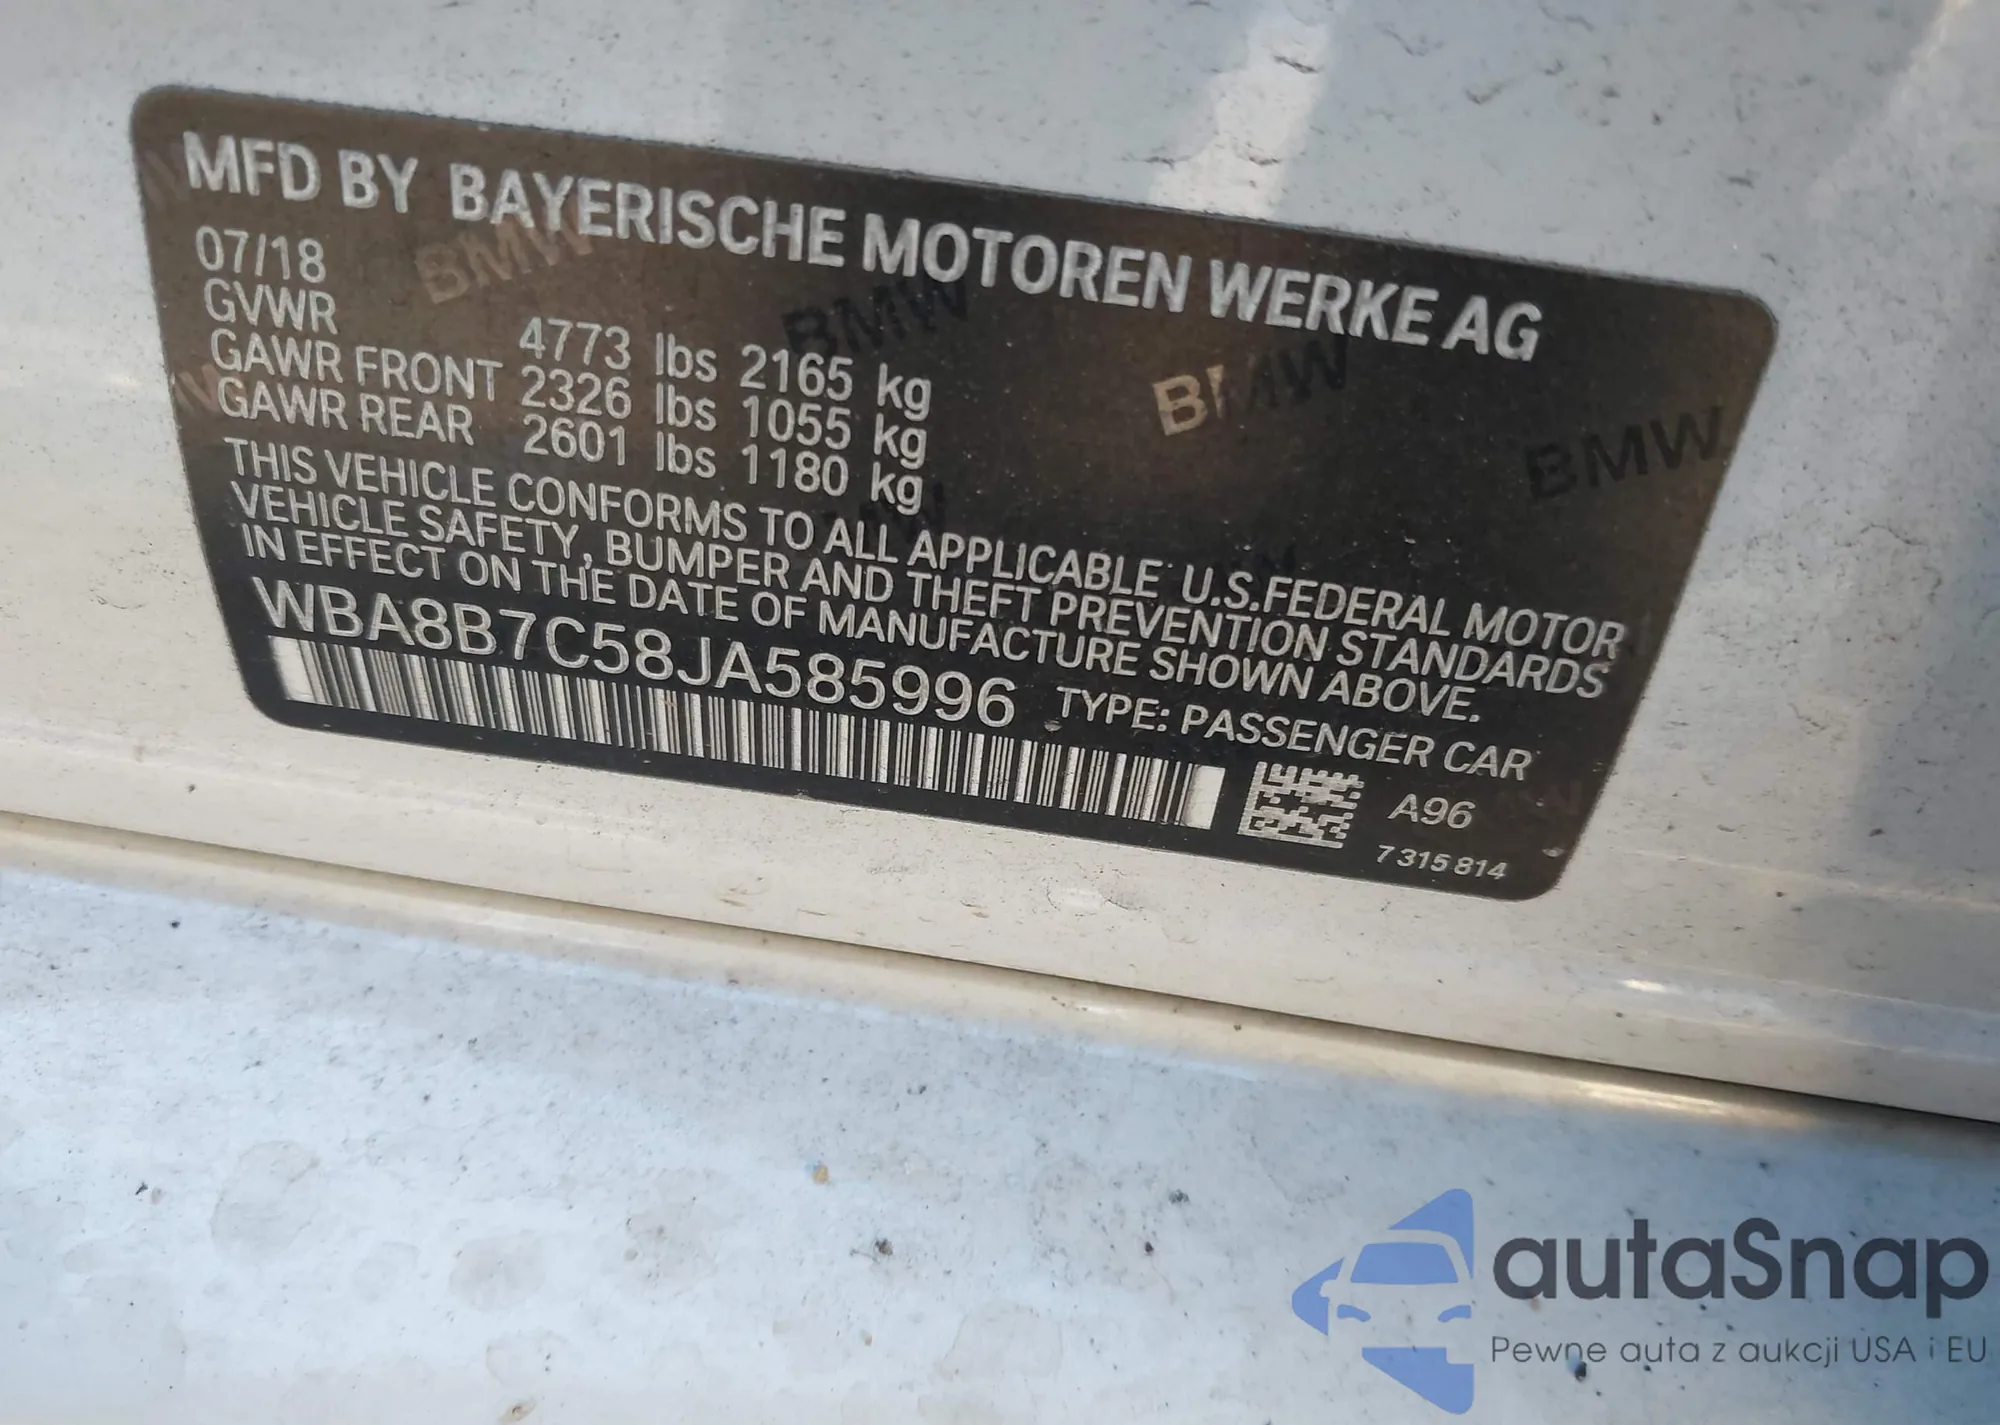 MFD BY BAYERISCHE MOTOREN WERKE AG
07/18
GVWR 4773 lbs 2165 kg
GAWR FRONT 2326 lbs 1055 kg
GAWR REAR 2601 lbs 1180 kg
THIS VEHICLE CONFORMS TO ALL APPLICABLE U.S.FEDERAL MOTOR
VEHICLE SAFETY, BUMPER AND THEFT PREVENTION STANDARDS
IN EFFECT ON THE DATE OF MANUFACTURE SHOWN ABOVE.
WBA8B7C58JA585996 TYPE: PASSENGER CAR
A96
7 315 814
BMW
BMW
BMW
BMW
autaSnap
Pewne auta z aukcji USA i EU